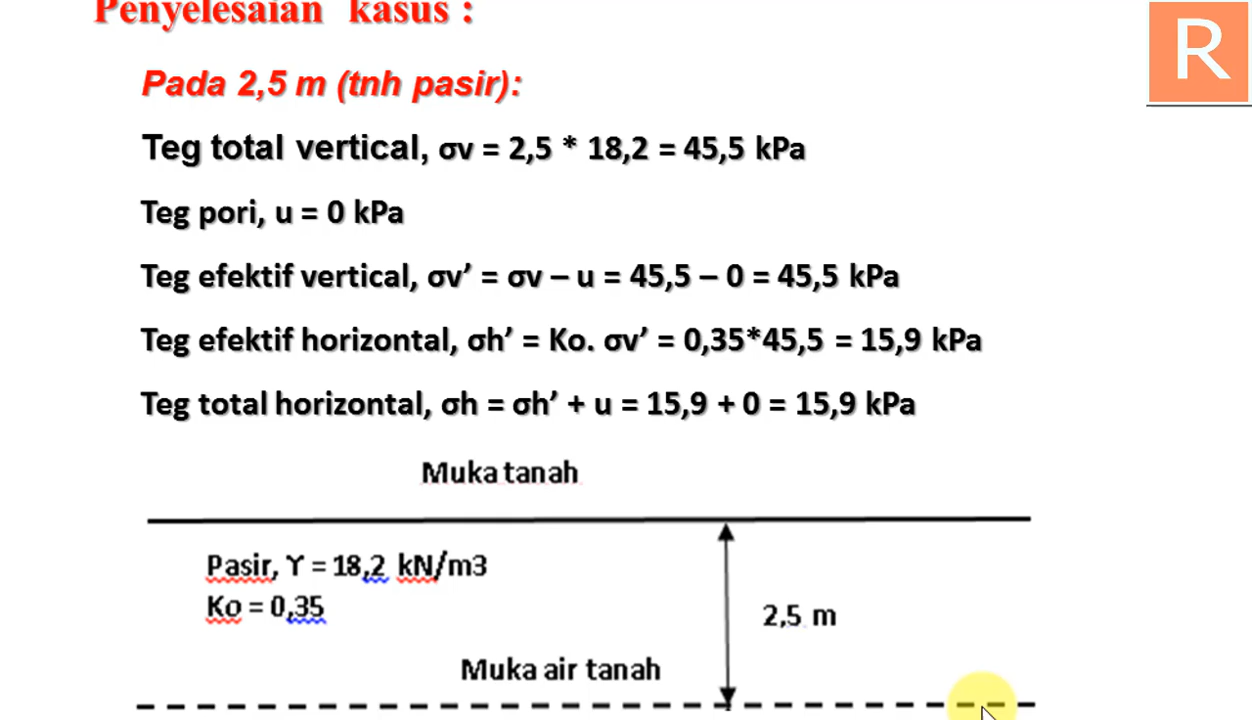 Penyelesaian kasus :
R
Pada 2,5 m (tnh pasir):
Teg total vertical, σv = 2,5 * 18,2 = 45,5 kPa
Teg pori, u = 0 kPa
Teg efektif vertical, σv’ = σv – u = 45,5 – 0 = 45,5 kPa
Teg efektif horizontal, σh’ = Ko. σv’ = 0,35*45,5 = 15,9 kPa
Teg total horizontal, σh = σh’ + u = 15,9 + 0 = 15,9 kPa
Muka tanah
Pasir, ϒ = 18,2 kN/m3
Ko = 0,35
2,5 m
Muka air tanah